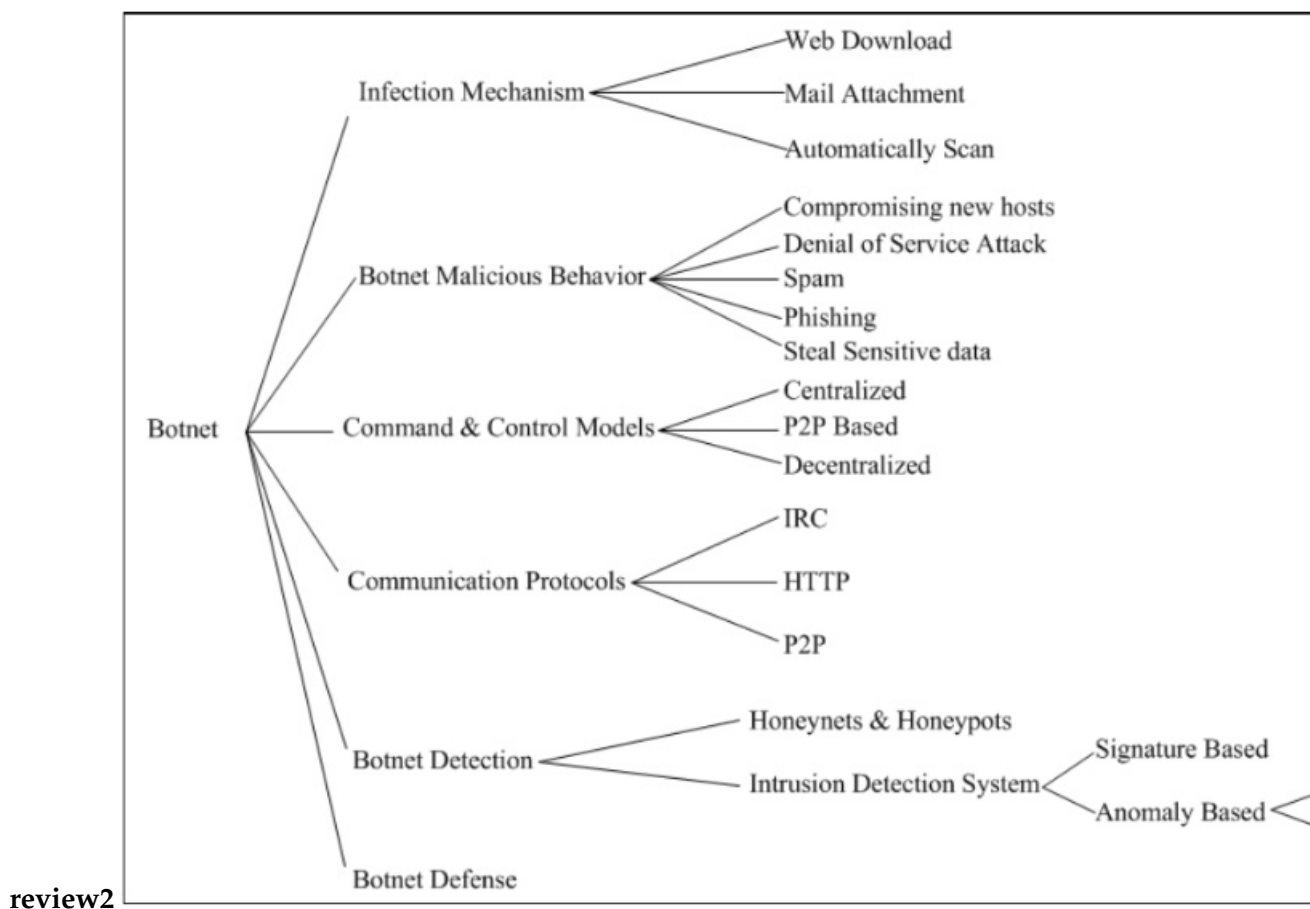 Web Download
Infection Mechanism
Mail Attachment
Automatically Scan
Compromising new hosts
Denial of Service Attack
Botnet Malicious Behavior
Spam
Phishing
Steal Sensitive data
Centralized
Botnet
Command & Control Models
P2P Based
Decentralized
IRC
Communication Protocols
HTTP
P2P
Honeynets & Honeypots
Botnet Detection
Signature Based
Intrusion Detection System
Anomaly Based
Botnet Defense
review2